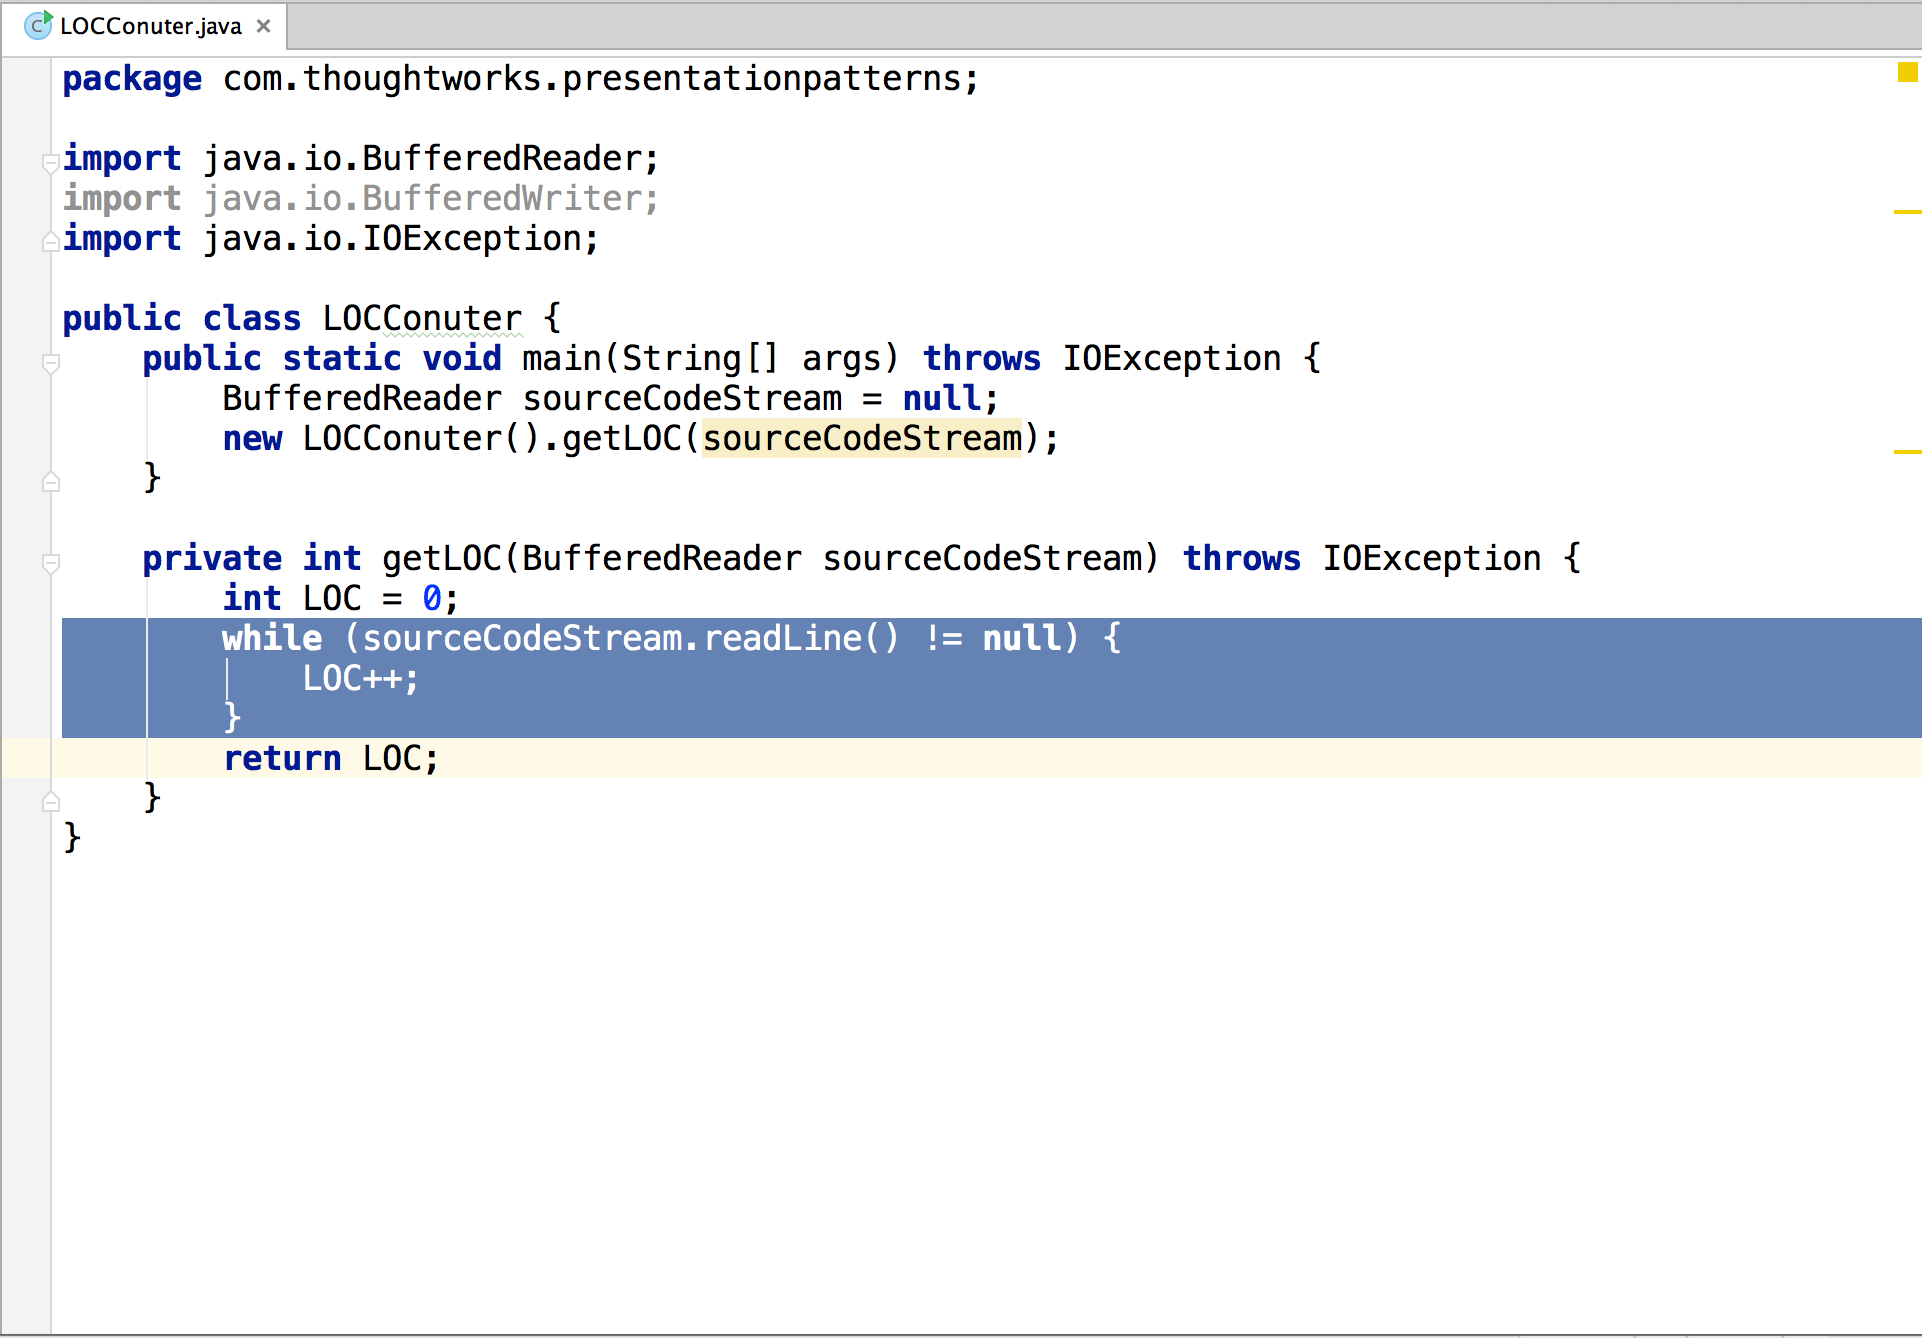 LOCConuter.java
package com.thoughtworks.presentationpatterns;
import java.io.BufferedReader;
import java.io.BufferedWriter;
import java.io.IOException;
public class LOCConuter {
public static void main(String[] args) throws IOException {
BufferedReader sourceCodeStream = null;
new LOCConuter().getLOC(sourceCodeStream);
}
private int getLOC(BufferedReader sourceCodeStream) throws IOException {
int LOC = 0;
while (sourceCodeStream.readLine() != null) {
LOC++;
}
return LOC;
}
}